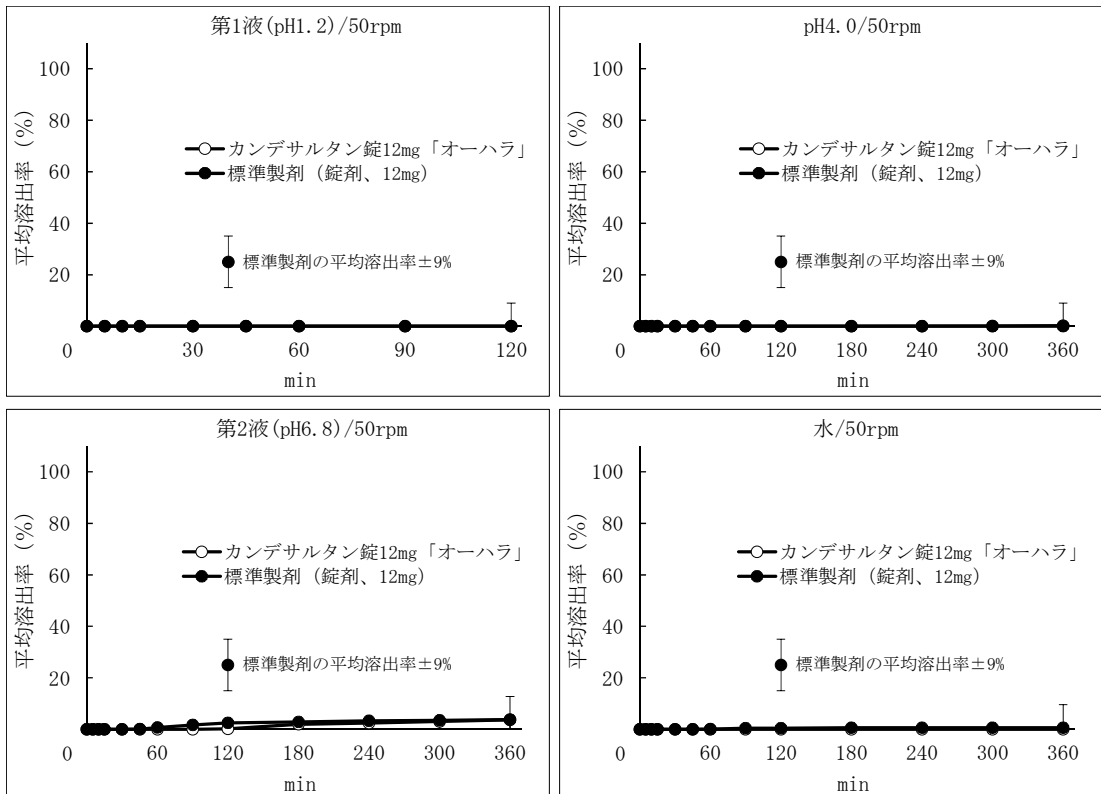 第1液(pH1.2)/50rpm
平均溶出率 (%)
100
80
60
40
20
0
カンデサルタン錠12mg「オーハラ」
標準製剤 (錠剤、12mg)
標準製剤の平均溶出率±9%
30 60 90 120
min
pH4.0/50rpm
平均溶出率 (%)
100
80
60
40
20
0
カンデサルタン錠12mg「オーハラ」
標準製剤 (錠剤、12mg)
標準製剤の平均溶出率±9%
60 120 180 240 300 360
min
第2液(pH6.8)/50rpm
平均溶出率 (%)
100
80
60
40
20
0
カンデサルタン錠12mg「オーハラ」
標準製剤 (錠剤、12mg)
標準製剤の平均溶出率±9%
60 120 180 240 300 360
min
水/50rpm
平均溶出率 (%)
100
80
60
40
20
0
カンデサルタン錠12mg「オーハラ」
標準製剤 (錠剤、12mg)
標準製剤の平均溶出率±9%
60 120 180 240 300 360
min